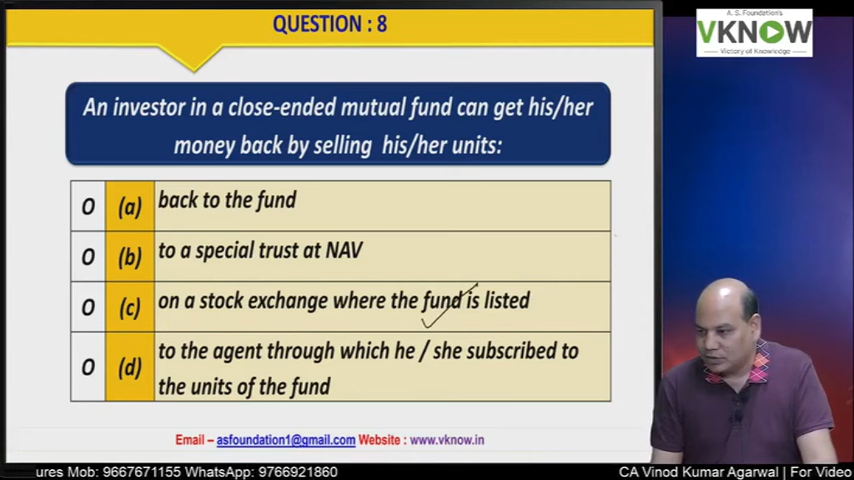 QUESTION : 8
A. S. Foundation's
VKNOW
Victory of Knowledge
An investor in a close-ended mutual fund can get his/her
money back by selling his/her units:
O (a) back to the fund
O (b) to a special trust at NAV
O (c) on a stock exchange where the fund is listed
O (d) to the agent through which he / she subscribed to
the units of the fund
Email – asfoundation1@gmail.com Website : www.vknow.in
ures Mob: 9667671155 WhatsApp: 9766921860
CA Vinod Kumar Agarwal | For Video